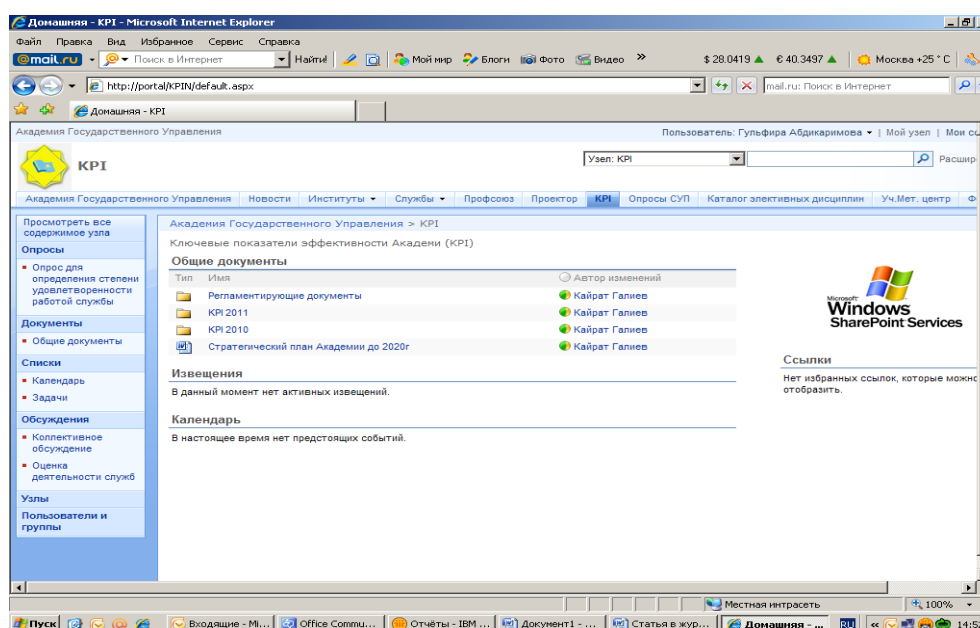 Домашняя - KPI - Microsoft Internet Explorer
Файл Правка Вид Избранное Сервис Справка
@mail.ru Поиск в Интернет Найти! Мой мир Блоги Фото Видео » $ 28.0419 € 40.3497 Москва +25 °C
http://portal/KPIN/default.aspx mail.ru: Поиск в Интернет
Домашняя - KPI
Академия Государственного Управления Пользователь: Гульфира Абдикаримова | Мой узел | Мои сс
KPI Узел: KPI Расшир
Академия Государственного Управления Новости Институты Службы Профсоюз Проектор KPI Опросы СУП Каталог элективных дисциплин Уч.Мет. центр Ф
Просмотреть все
содержимое узла
Опросы
Опрос для
определения степени
удовлетворенности
работой службы
Документы
Общие документы
Списки
Календарь
Задачи
Обсуждения
Коллективное
обсуждение
Оценка
деятельности служб
Узлы
Пользователи и
группы
Академия Государственного Управления > KPI
Ключевые показатели эффективности Академи (KPI)
Общие документы
Тип Имя Автор изменений
Регламентирующие документы Кайрат Галиев
KPI 2011 Кайрат Галиев
KPI 2010 Кайрат Галиев
Стратегический план Академии до 2020г Кайрат Галиев
Извещения
В данный момент нет активных извещений.
Календарь
В настоящее время нет предстоящих событий.
Microsoft
Windows
SharePoint Services
Ссылки
Нет избранных ссылок, которые можно
отобразить.
Местная интрасеть 100%
Пуск Входящие - Mi... Office Commu... Отчёты - IBM ... Документ1 - ... Статья в жур... Домашняя - ... RU « 14:5